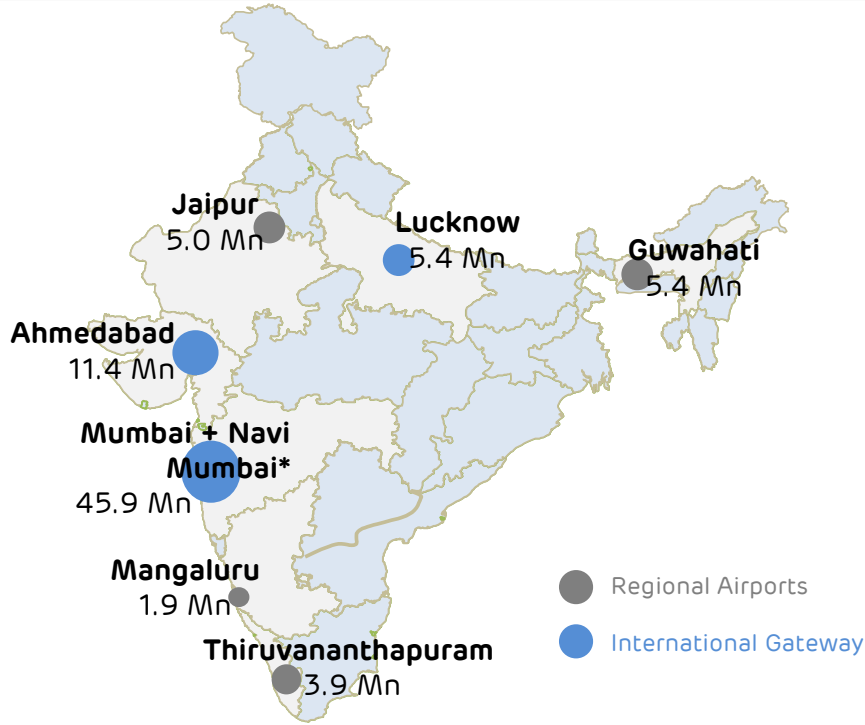 Jaipur
5.0 Mn
Lucknow
5.4 Mn
Guwahati
5.4 Mn
Ahmedabad
11.4 Mn
Mumbai + Navi
Mumbai*
45.9 Mn
Mangaluru
1.9 Mn
Thiruvananthapuram
3.9 Mn
Regional Airports
International Gateway